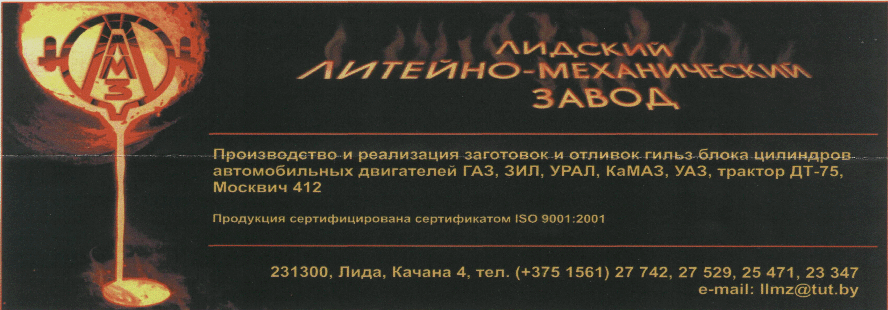 ЛМЗ
ЛИДСКИЙ
ЛИТЕЙНО-МЕХАНИЧЕСКИЙ
ЗАВОД
Производство и реализация заготовок и отливок гильз блока цилиндров
автомобильных двигателей ГАЗ, ЗИЛ, УРАЛ, КаМАЗ, УАЗ, трактор ДТ-75,
Москвич 412
Продукция сертифицирована сертификатом ISO 9001:2001
231300, Лида, Качана 4, тел. (+375 1561) 27 742, 27 529, 25 471, 23 347
e-mail: llmz@tut.by